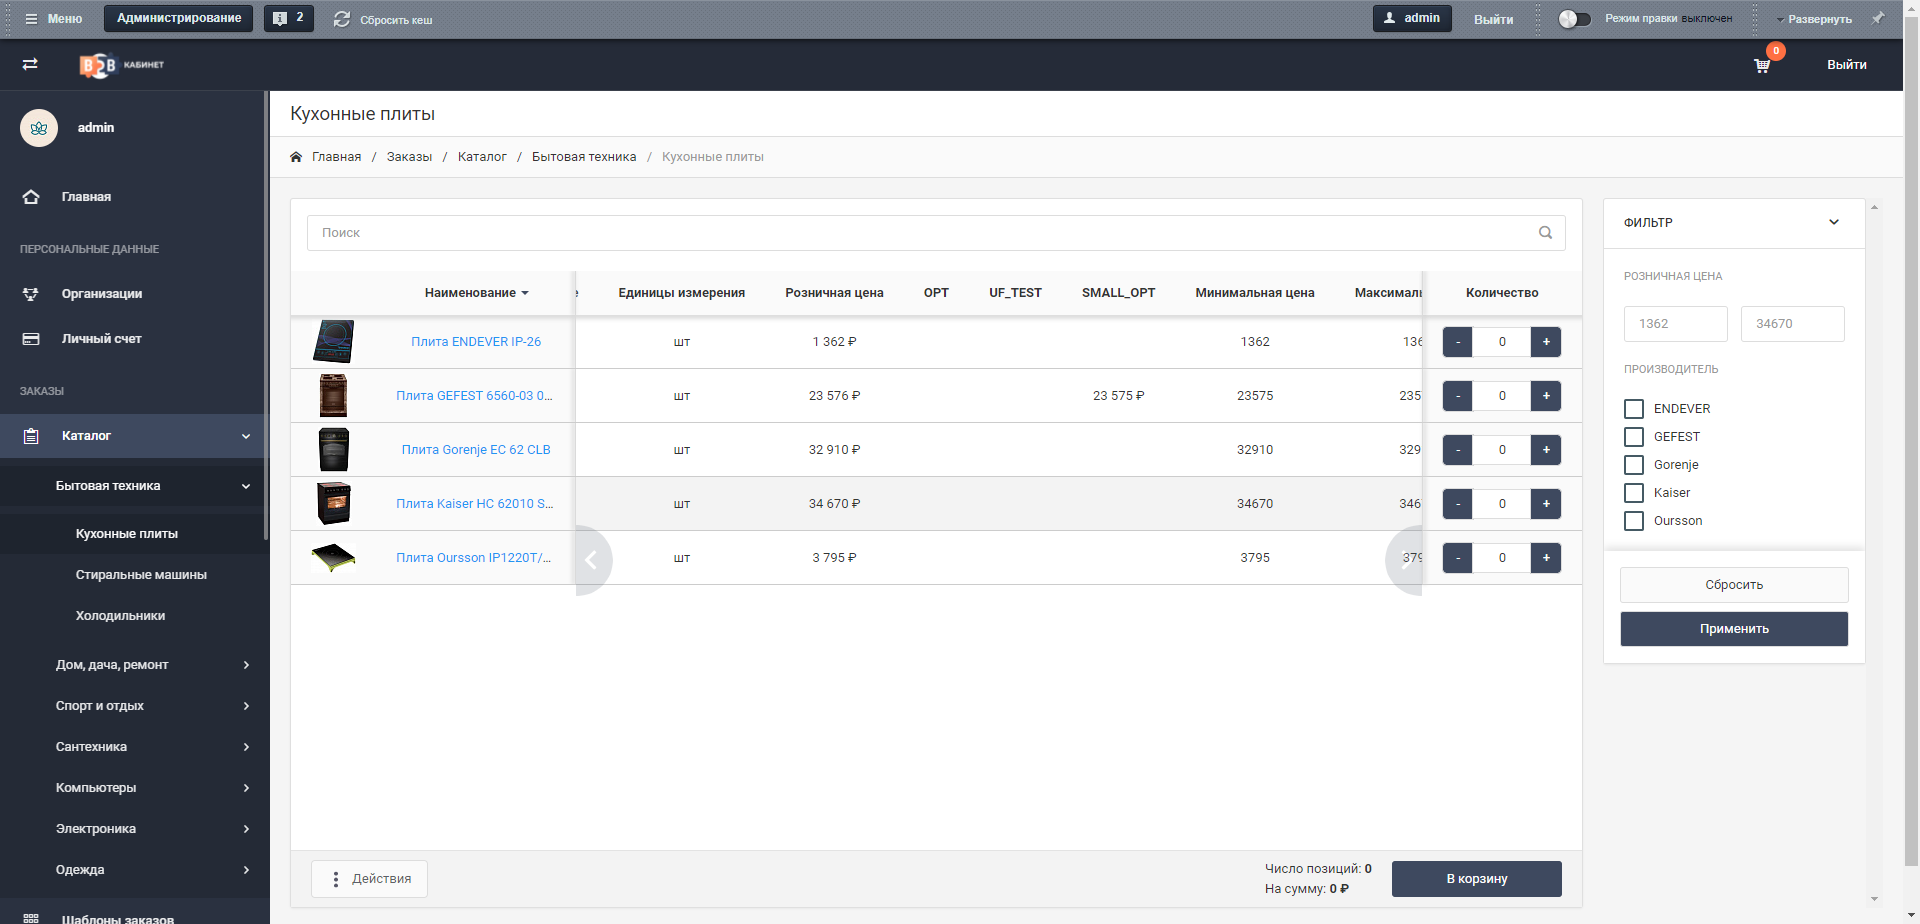 Меню
Администрирование
2
Сбросить кеш
admin
Выйти
Режим правки выключен
Развернуть
B2B КАБИНЕТ
0
Выйти
admin
Главная
ПЕРСОНАЛЬНЫЕ ДАННЫЕ
Организации
Личный счет
ЗАКАЗЫ
Каталог
Бытовая техника
Кухонные плиты
Стиральные машины
Холодильники
Дом, дача, ремонт
Спорт и отдых
Сантехника
Компьютеры
Электроника
Одежда
Шаблоны заказов
Кухонные плиты
Главная / Заказы / Каталог / Бытовая техника / Кухонные плиты
Поиск
Наименование Единицы измерения Розничная цена OPT UF_TEST SMALL_OPT Минимальная цена Максималь Количество
Плита ENDEVER IP-26 шт 1 362 ₽ 1362 136 - 0 +
Плита GEFEST 6560-03 0... шт 23 576 ₽ 23 575 ₽ 23575 235 - 0 +
Плита Gorenje EC 62 CLB шт 32 910 ₽ 32910 329 - 0 +
Плита Kaiser HC 62010 S... шт 34 670 ₽ 34670 346 - 0 +
Плита Oursson IP1220T/... шт 3 795 ₽ 3795 379 - 0 +
Действия
Число позиций: 0
На сумму: 0 ₽
В корзину
ФИЛЬТР
РОЗНИЧНАЯ ЦЕНА
1362 34670
ПРОИЗВОДИТЕЛЬ
ENDEVER
GEFEST
Gorenje
Kaiser
Oursson
Сбросить
Применить